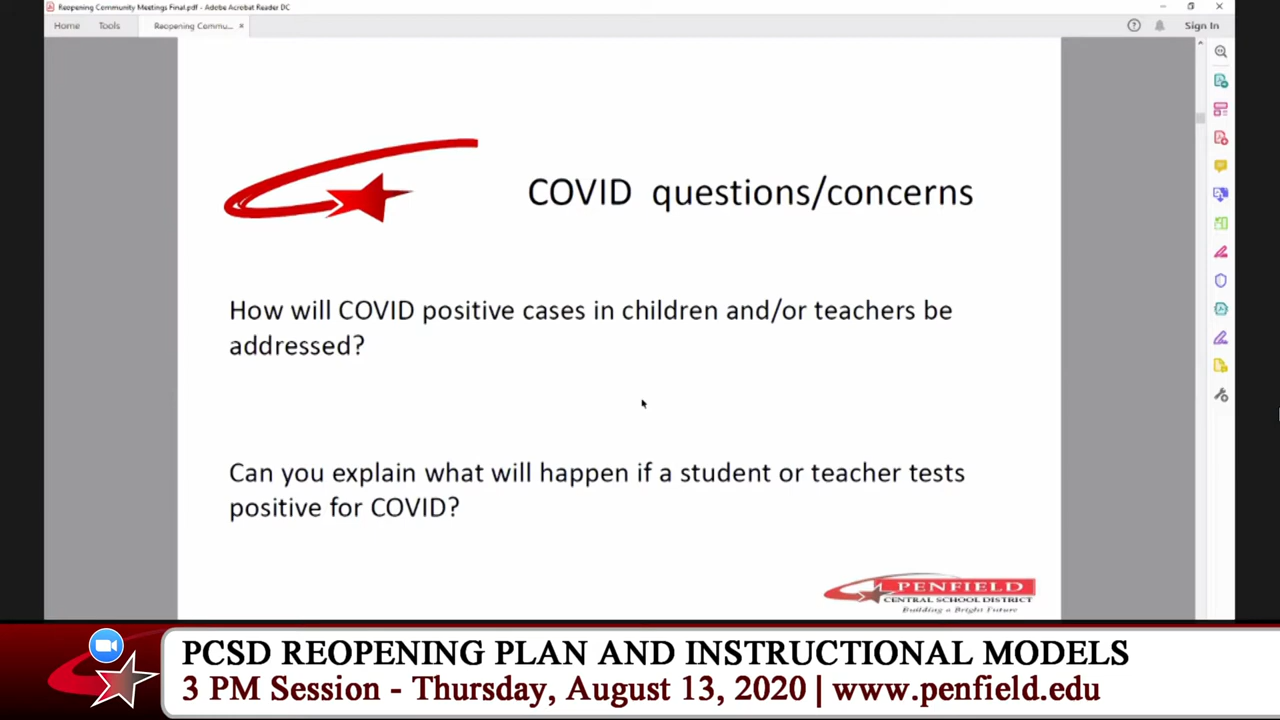 Reopening Community Meetings Final.pdf - Adobe Acrobat Reader DC
Home Tools Reopening Commu... × Sign In
COVID questions/concerns
How will COVID positive cases in children and/or teachers be
addressed?
Can you explain what will happen if a student or teacher tests
positive for COVID?
PENFIELD
CENTRAL SCHOOL DISTRICT
Building a Bright Future
PCSD REOPENING PLAN AND INSTRUCTIONAL MODELS
3 PM Session - Thursday, August 13, 2020 | www.penfield.edu